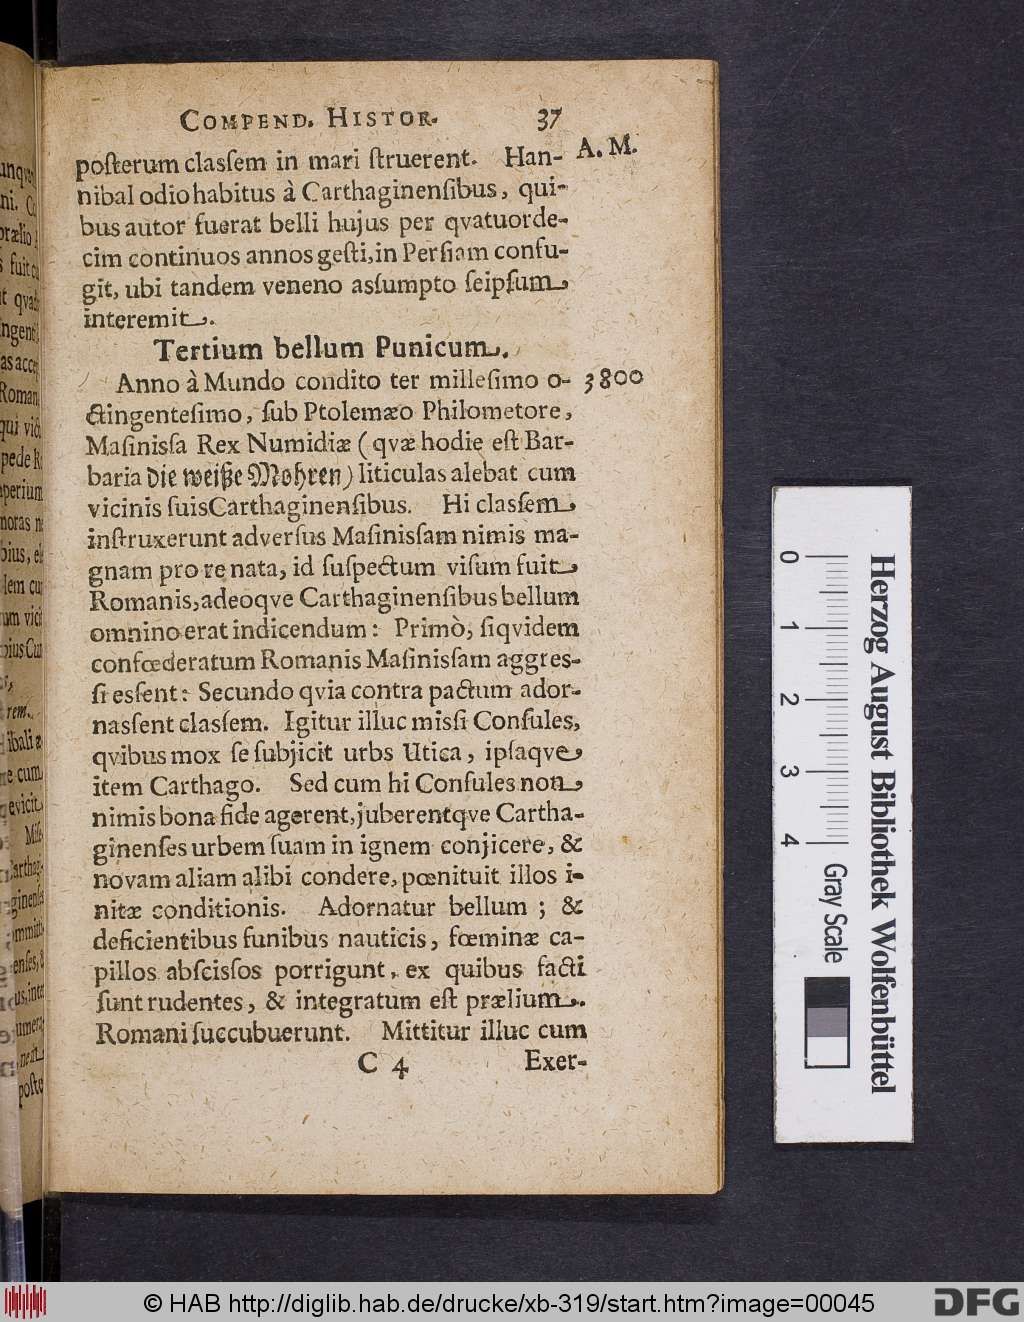 COMPEND. HISTOR. 37
A. M.
posterum classem in mari struerent. Han-
nibal odio habitus à Carthaginensibus, qui-
bus autor fuerat belli hujus per qvatuorde-
cim continuos annos gesti, in Persiam confu-
git, ubi tandem veneno assumpto seipsum
interemit.
Tertium bellum Punicum.
Anno à Mundo condito ter millesimo o- 3800
ctingentesimo, sub Ptolemæo Philometore,
Masinissa Rex Numidiæ (qvæ hodie est Bar-
baria die weiße Mohren) liticulas alebat cum
vicinis suis Carthaginensibus. Hi classem
instruxerunt adversus Masinissam nimis ma-
gnam pro re nata, id suspectum visum fuit
Romanis, adeoqve Carthaginensibus bellum
omnino erat indicendum: Primò, siqvidem
confœderatum Romanis Masinissam aggres-
si essent: Secundo qvia contra pactum ador-
nassent classem. Igitur illuc missi Consules,
qvibus mox se subjicit urbs Utica, ipsaqve
item Carthago. Sed cum hi Consules non
nimis bona fide agerent, juberentqve Cartha-
ginenses urbem suam in ignem conjicere, &
novam aliam alibi condere, pœnituit illos i-
nitæ conditionis. Adornatur bellum ; &
deficientibus funibus nauticis, fœminæ ca-
pillos abscissos porrigunt, ex quibus facti
sunt rudentes, & integratum est prælium.
Romani succubuerunt. Mittitur illuc cum
C 4 Exer-
0 1 2 3 4
Gray Scale
Herzog August Bibliothek Wolfenbüttel
© HAB http://diglib.hab.de/drucke/xb-319/start.htm?image=00045
DFG